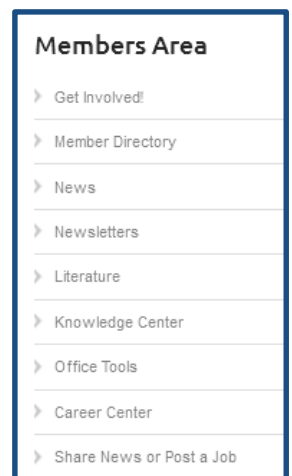 Members Area
Get Involved!
Member Directory
News
Newsletters
Literature
Knowledge Center
Office Tools
Career Center
Share News or Post a Job